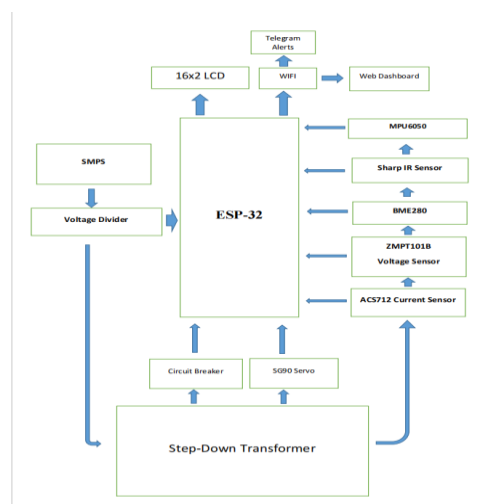 Telegram
Alerts
16x2 LCD
WIFI
Web Dashboard
MPU6050
SMPS
Sharp IR Sensor
Voltage Divider
ESP-32
BME280
ZMPT101B
Voltage Sensor
ACS712 Current Sensor
Circuit Breaker
SG90 Servo
Step-Down Transformer